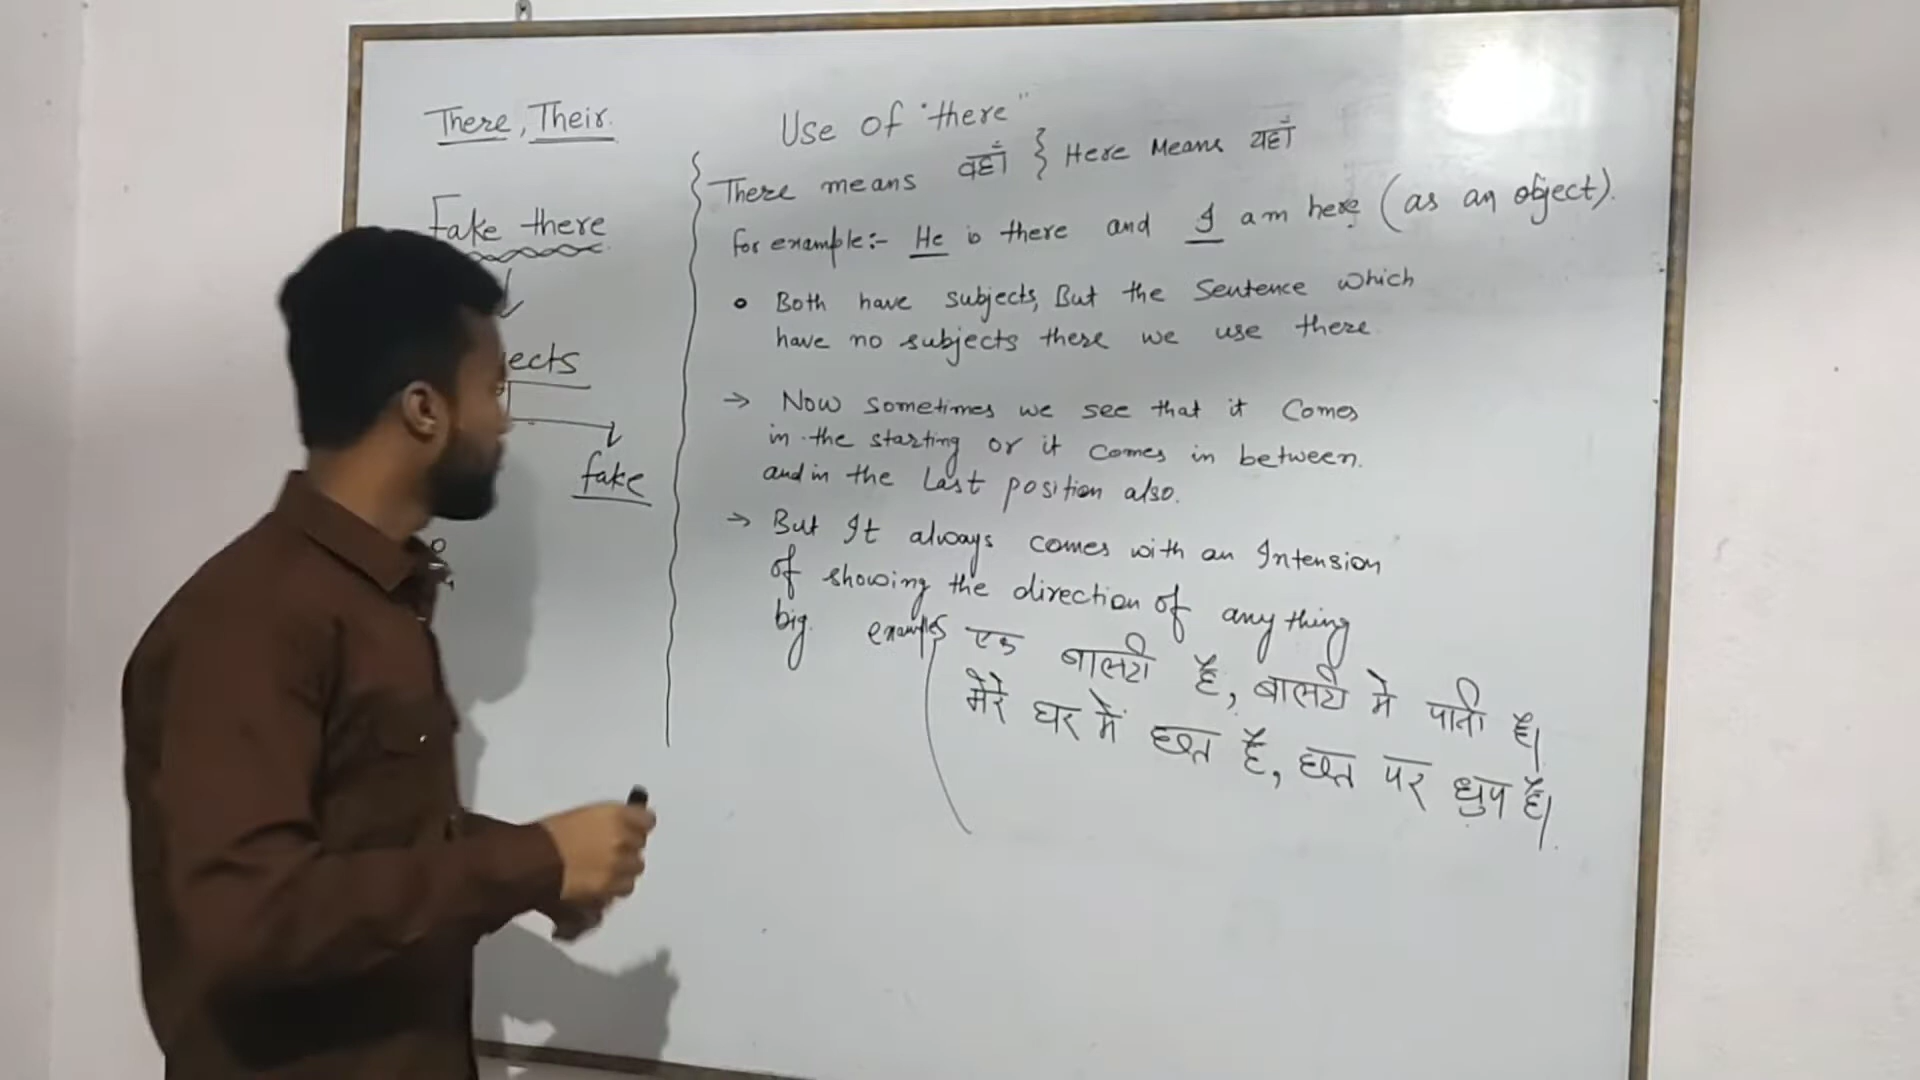 There, Their.
Fake there
ects
fake
Use of "there"
There means वहाँ } Here Means यहाँ
for example:- He is there and I am here (as an object).
• Both have subjects, But the Sentence which
have no subjects there we use there.
→ Now sometimes we see that it Comes
in the starting or it comes in between.
and in the Last position also.
→ But It always comes with an Intension
of showing the direction of any thing
big. examples एक बालटी है, बालटी मे पानी है।
मेरे घर में छत है, छत पर धुप है।